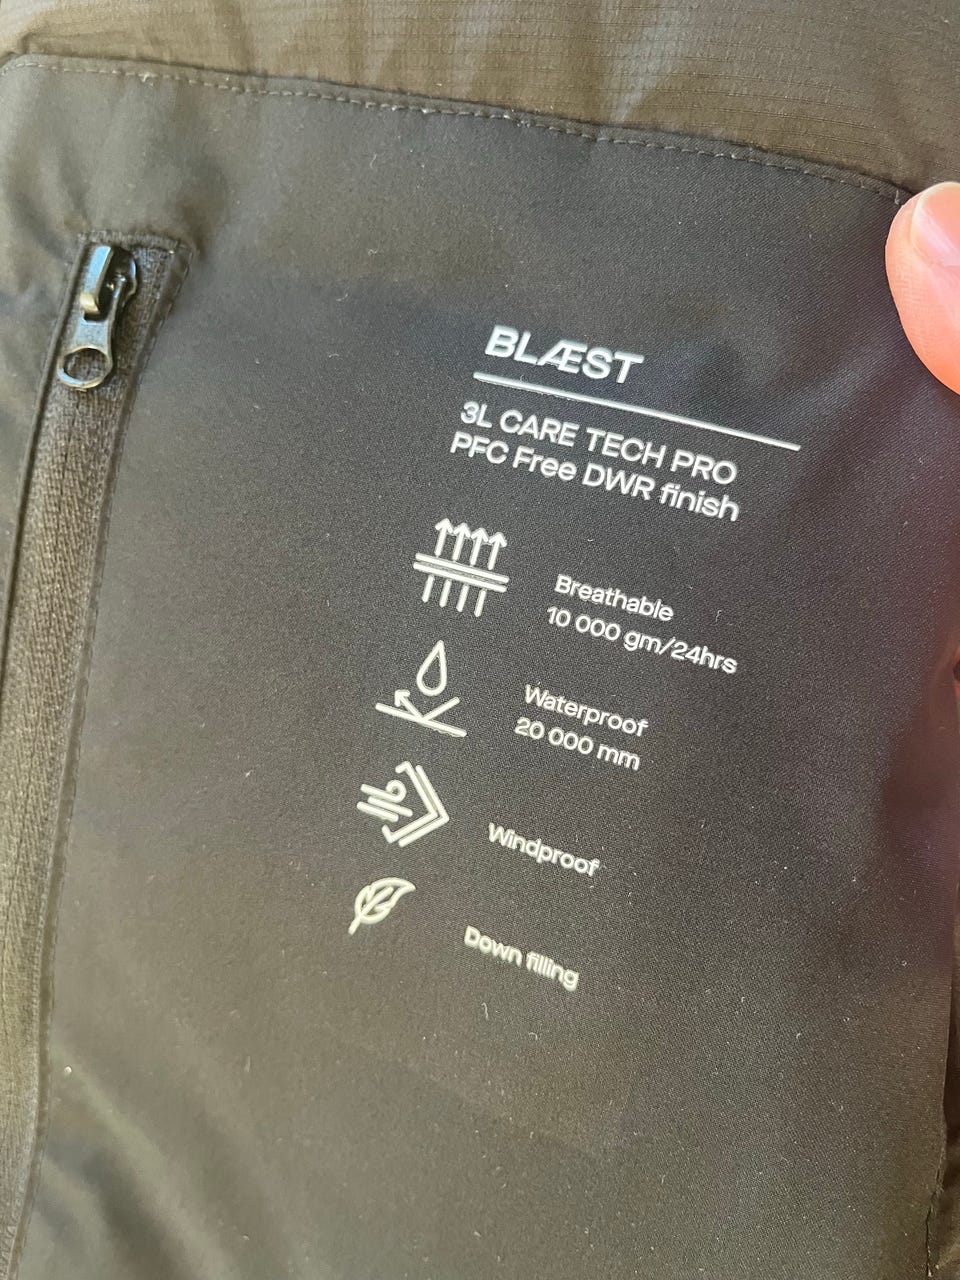 BLÆST
3L CARE TECH PRO
PFC Free DWR finish
Breathable
10 000 gm/24hrs
Waterproof
20 000 mm
Windproof
Down filling